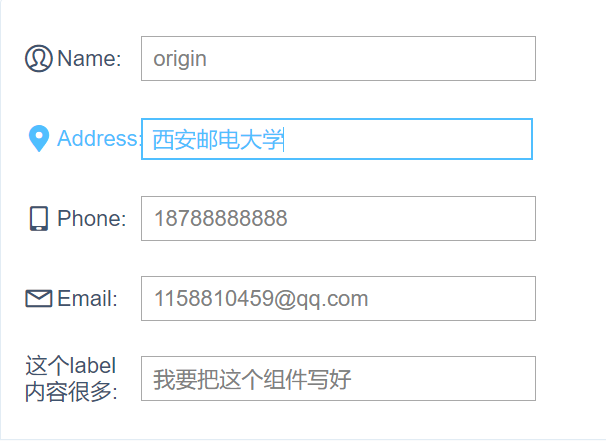 Name: origin
Address: 西安邮电大学
Phone: 18788888888
Email: 1158810459@qq.com
这个label
内容很多: 我要把这个组件写好